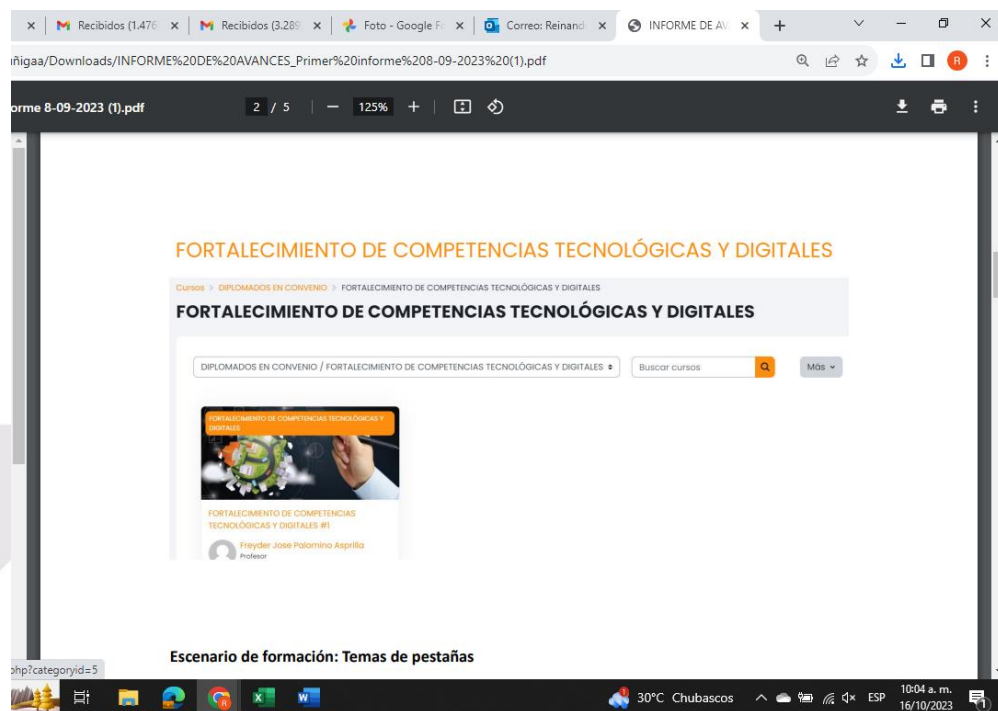 Recibidos (1.476
Recibidos (3.289
Foto - Google Fo
Correo: Reinand
INFORME DE AV
ñigaa/Downloads/INFORME%20DE%20AVANCES_Primer%20informe%208-09-2023%20(1).pdf
R
orme 8-09-2023 (1).pdf
2 / 5
125%
FORTALECIMIENTO DE COMPETENCIAS TECNOLÓGICAS Y DIGITALES
Cursos > DIPLOMADOS EN CONVENIO > FORTALECIMIENTO DE COMPETENCIAS TECNOLÓGICAS Y DIGITALES
FORTALECIMIENTO DE COMPETENCIAS TECNOLÓGICAS Y DIGITALES
DIPLOMADOS EN CONVENIO / FORTALECIMIENTO DE COMPETENCIAS TECNOLÓGICAS Y DIGITALES
Buscar cursos
Más
FORTALECIMIENTO DE COMPETENCIAS TECNOLÓGICAS Y
DIGITALES
FORTALECIMIENTO DE COMPETENCIAS
TECNOLÓGICAS Y DIGITALES #1
Freyder Jose Palomino Asprilla
Profesor
Escenario de formación: Temas de pestañas
php?categoryid=5
30°C Chubascos
ESP
10:04 a. m.
16/10/2023